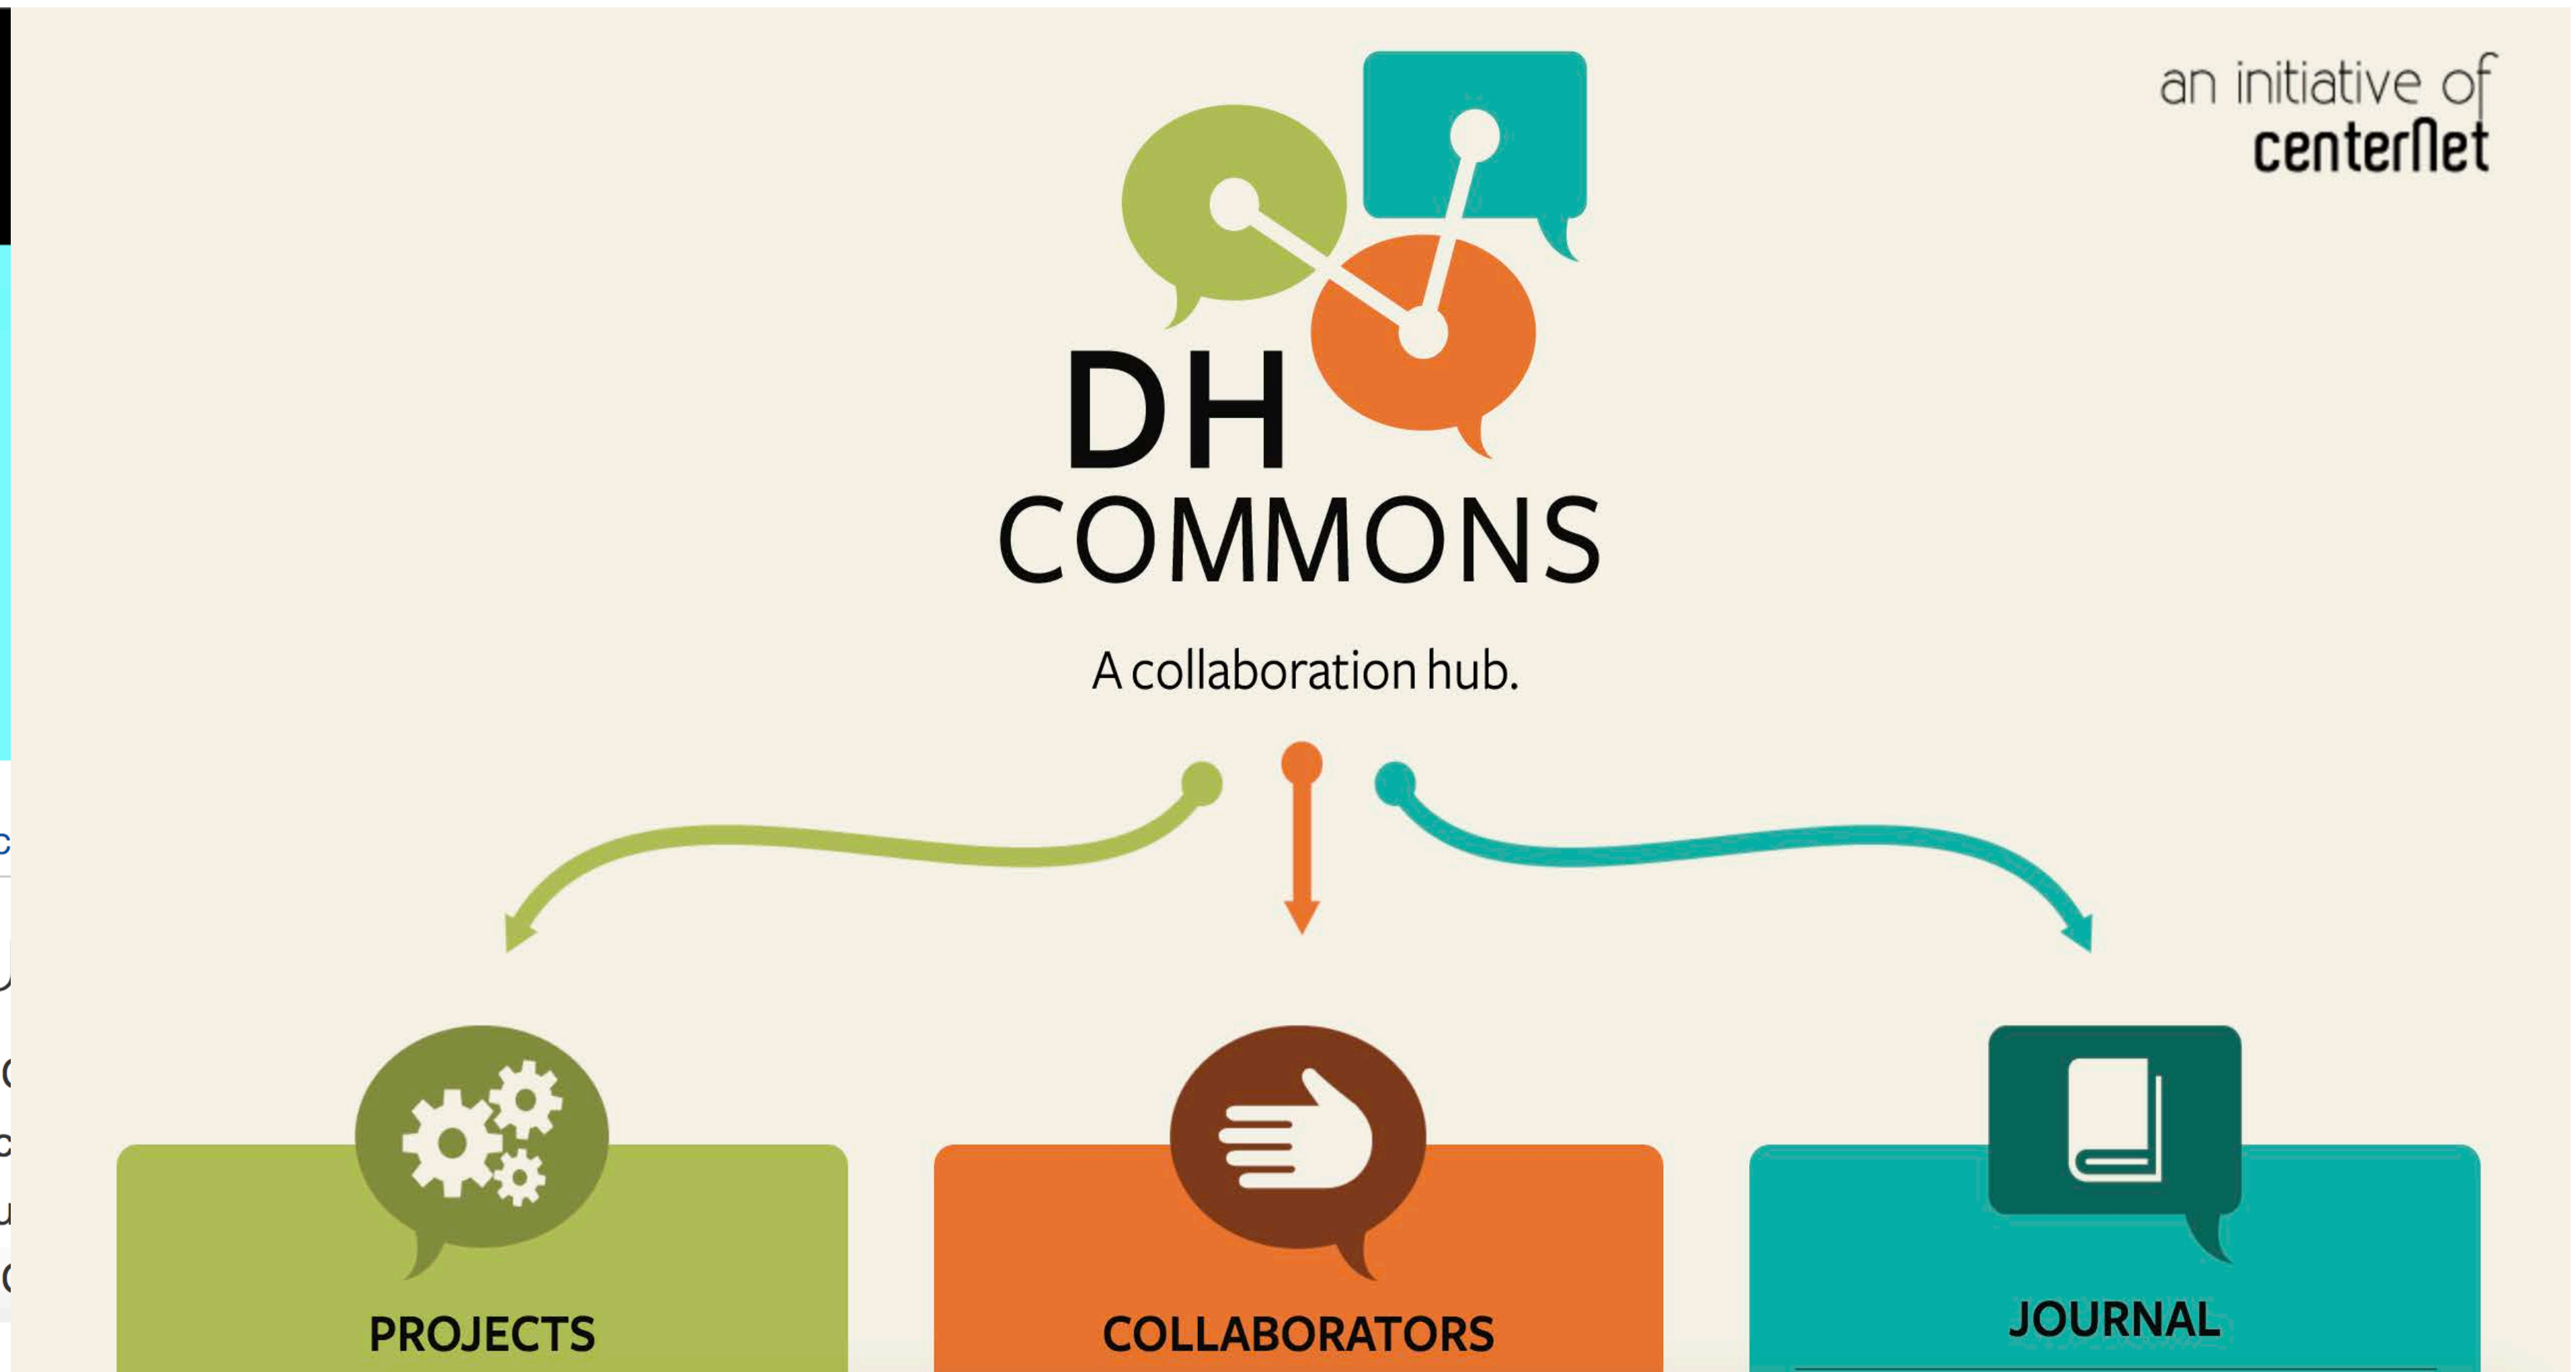 an initiative of
centerNet
DH
COMMONS
A collaboration hub.
PROJECTS
COLLABORATORS
JOURNAL